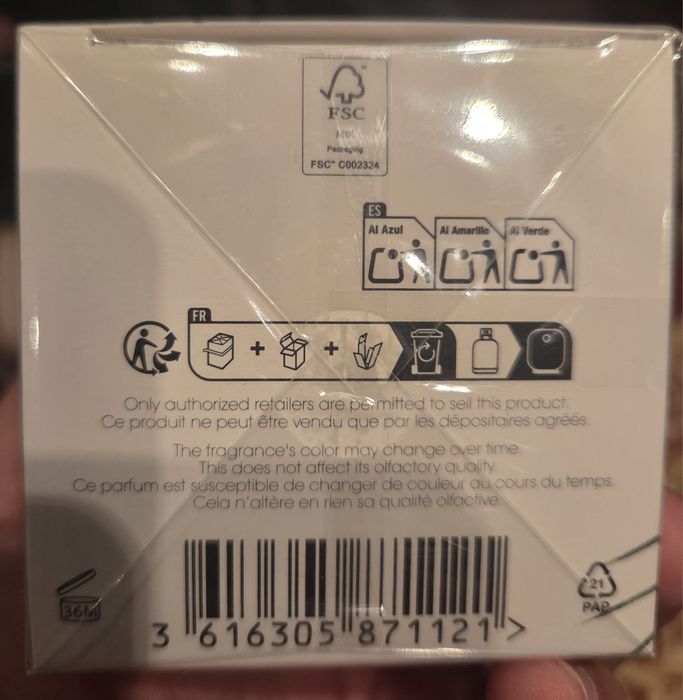 FSC
MIX
Packaging
FSC™ C002324
ES
Al Azul
Al Amarillo
Al Verde
FR
Only authorized retailers are permitted to sell this product.
Ce produit ne peut être vendu que par les dépositaires agréés.
The fragrance's color may change over time.
This does not affect its olfactory quality.
Ce parfum est susceptible de changer de couleur au cours du temps.
Cela n'altère en rien sa qualité olfactive.
36M
21
PAP
3 616305 871121 >